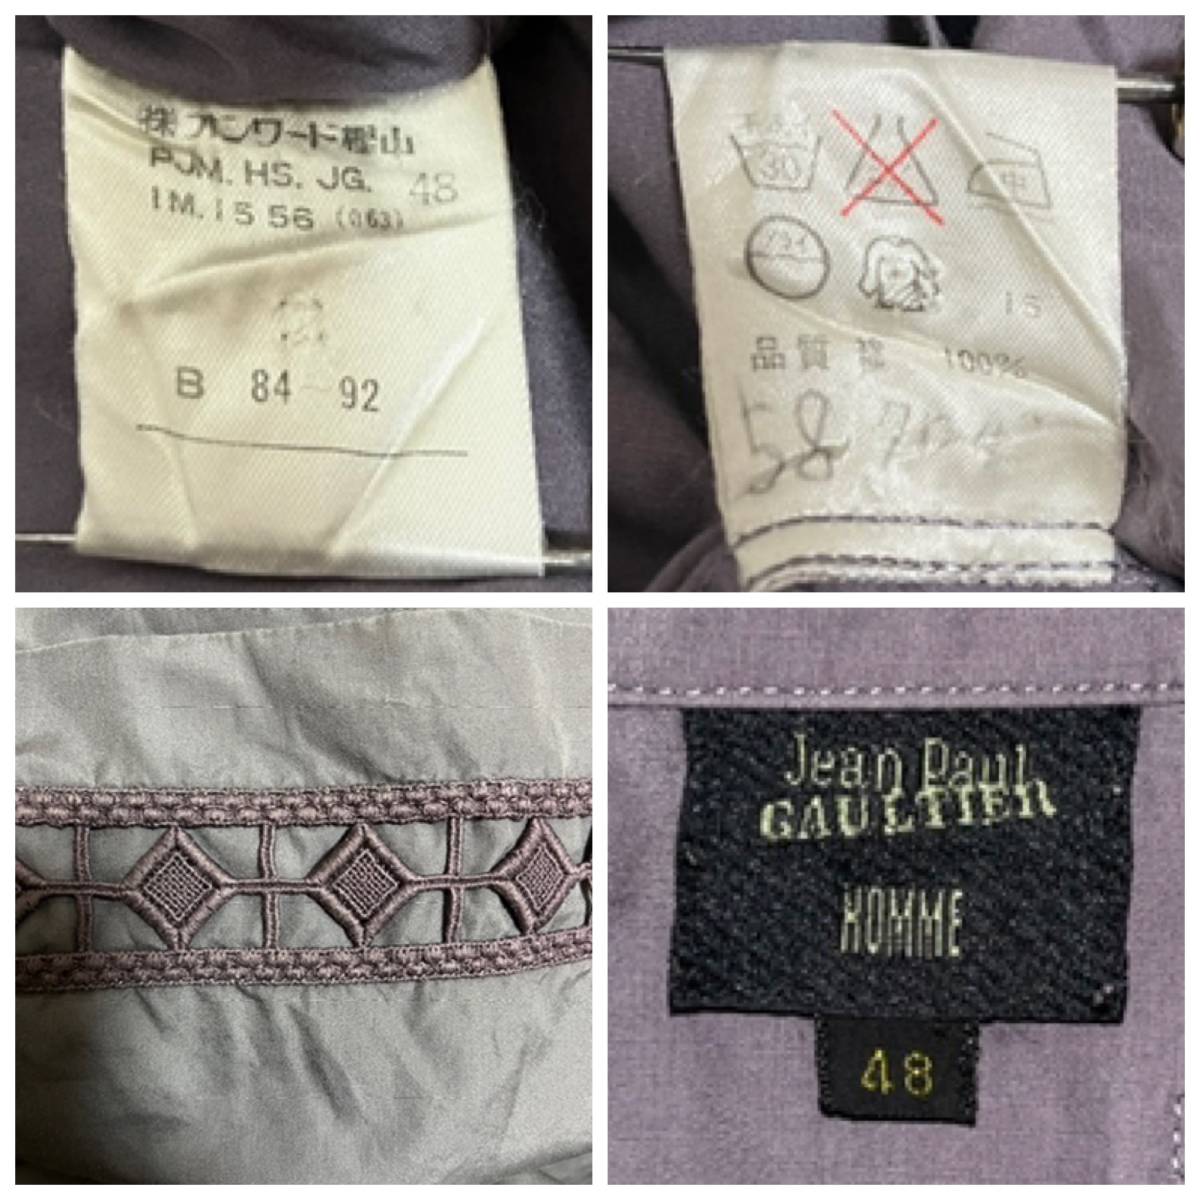 株オンワード樫山
PJM. HS. JG. 48
1M. 15 56 (063)
B 84 - 92
30
中
15
品質 綿 100%
58
Jean Paul
GAULTIER
HOMME
48